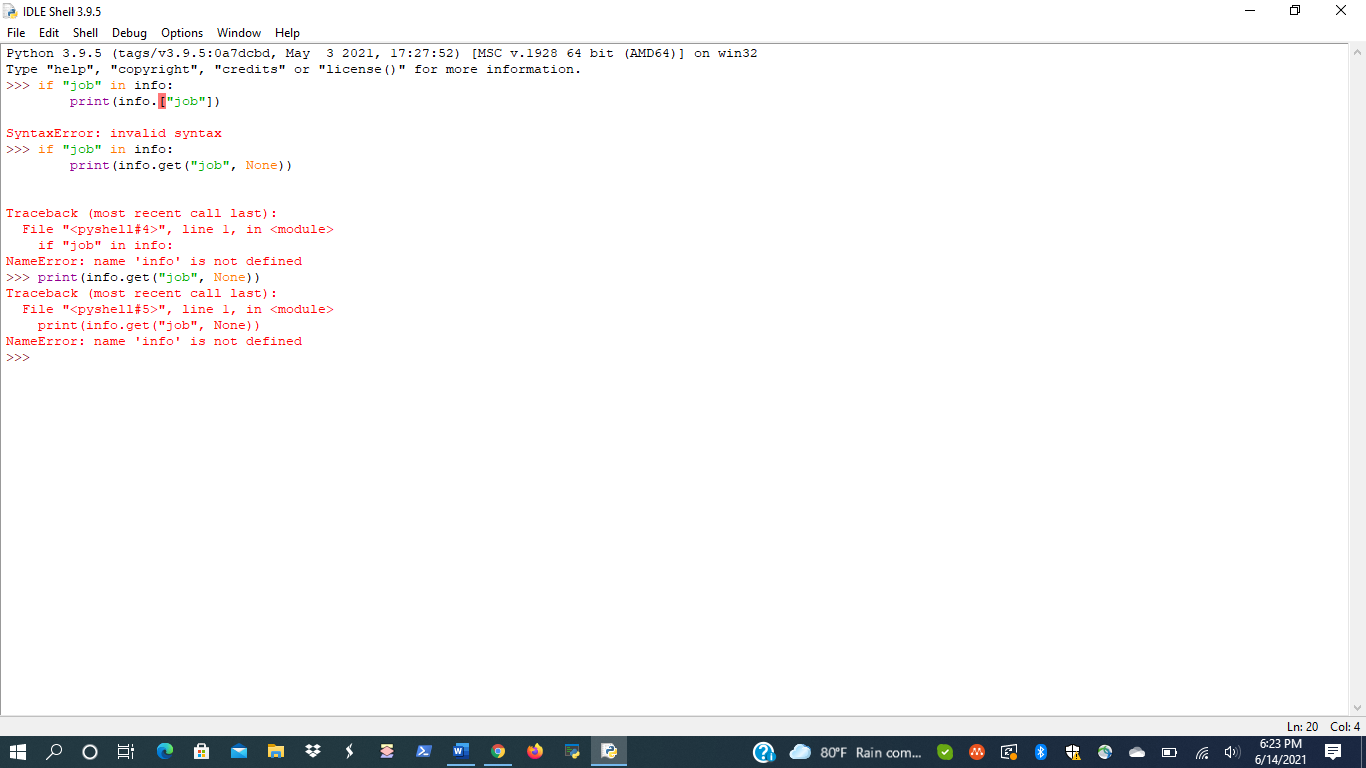 IDLE Shell 3.9.5
File Edit Shell Debug Options Window Help
Python 3.9.5 (tags/v3.9.5:0a7dcbd, May  3 2021, 17:27:52) [MSC v.1928 64 bit (AMD64)] on win32
Type "help", "copyright", "credits" or "license()" for more information.
>>> if "job" in info:
        print(info.["job"])
SyntaxError: invalid syntax
>>> if "job" in info:
        print(info.get("job", None))
Traceback (most recent call last):
  File "<pyshell#4>", line 1, in <module>
    if "job" in info:
NameError: name 'info' is not defined
>>> print(info.get("job", None))
Traceback (most recent call last):
  File "<pyshell#5>", line 1, in <module>
    print(info.get("job", None))
NameError: name 'info' is not defined
>>>
Ln: 20 Col: 4
80°F Rain com...
6:23 PM
6/14/2021